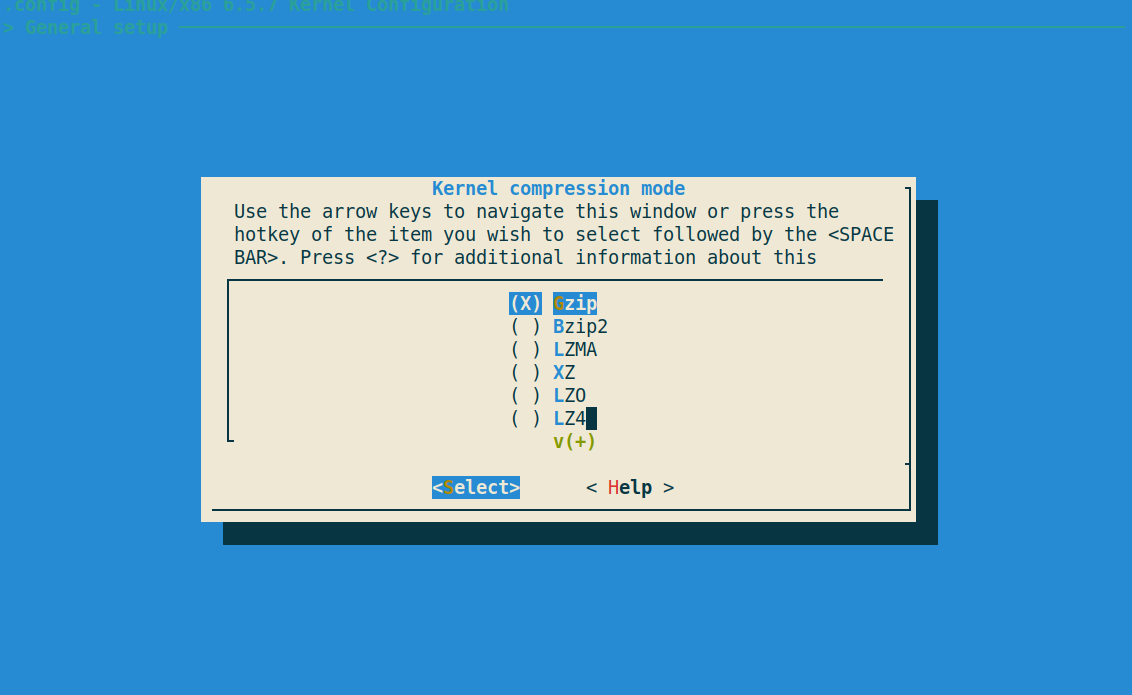 .config - Linux/x86 6.5.7 Kernel Configuration
> General setup
Kernel compression mode
Use the arrow keys to navigate this window or press the
hotkey of the item you wish to select followed by the <SPACE
BAR>. Press <?> for additional information about this
(X) Gzip
( ) Bzip2
( ) LZMA
( ) XZ
( ) LZO
( ) LZ4
v(+)
<Select> < Help >